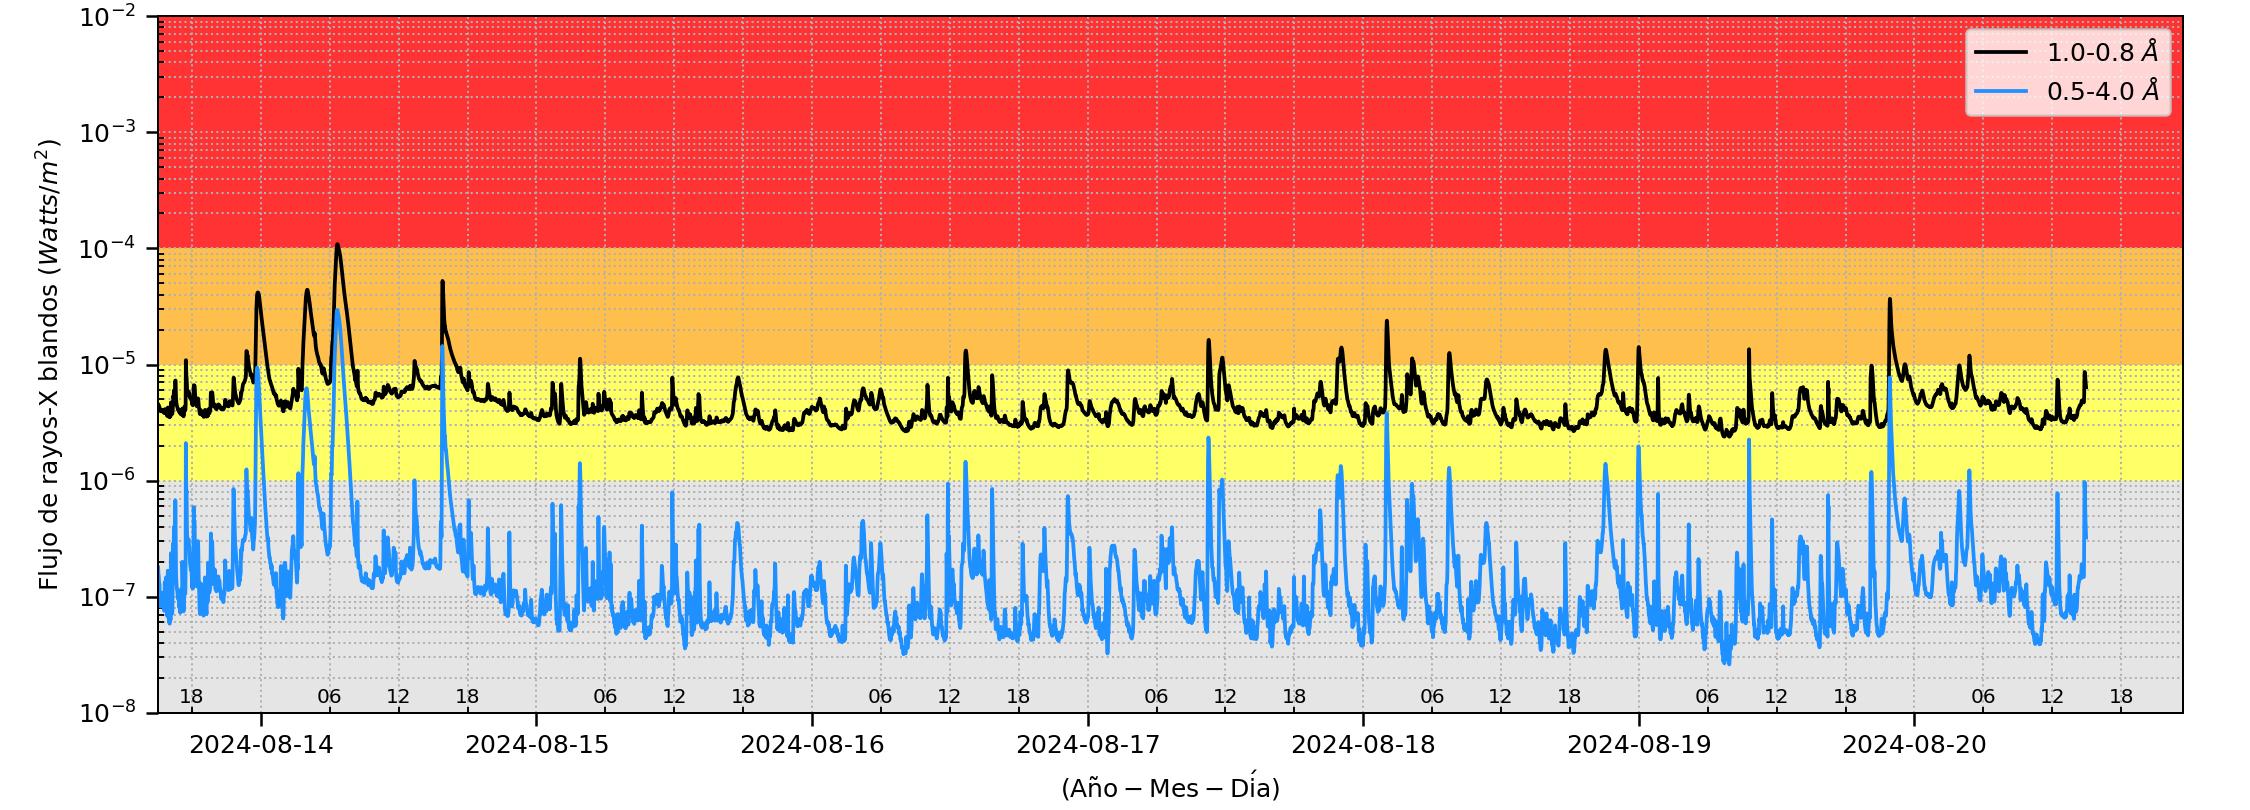 10⁻²
1.0-0.8 Å
0.5-4.0 Å
10⁻³
10⁻⁴
10⁻⁵
10⁻⁶
10⁻⁷
10⁻⁸
Flujo de rayos-X blandos (Watts/m²)
18 06 12 18 06 12 18 06 12 18 06 12 18 06 12 18 06 12 18 06 12 18
2024-08-14 2024-08-15 2024-08-16 2024-08-17 2024-08-18 2024-08-19 2024-08-20
(Año − Mes − Día)